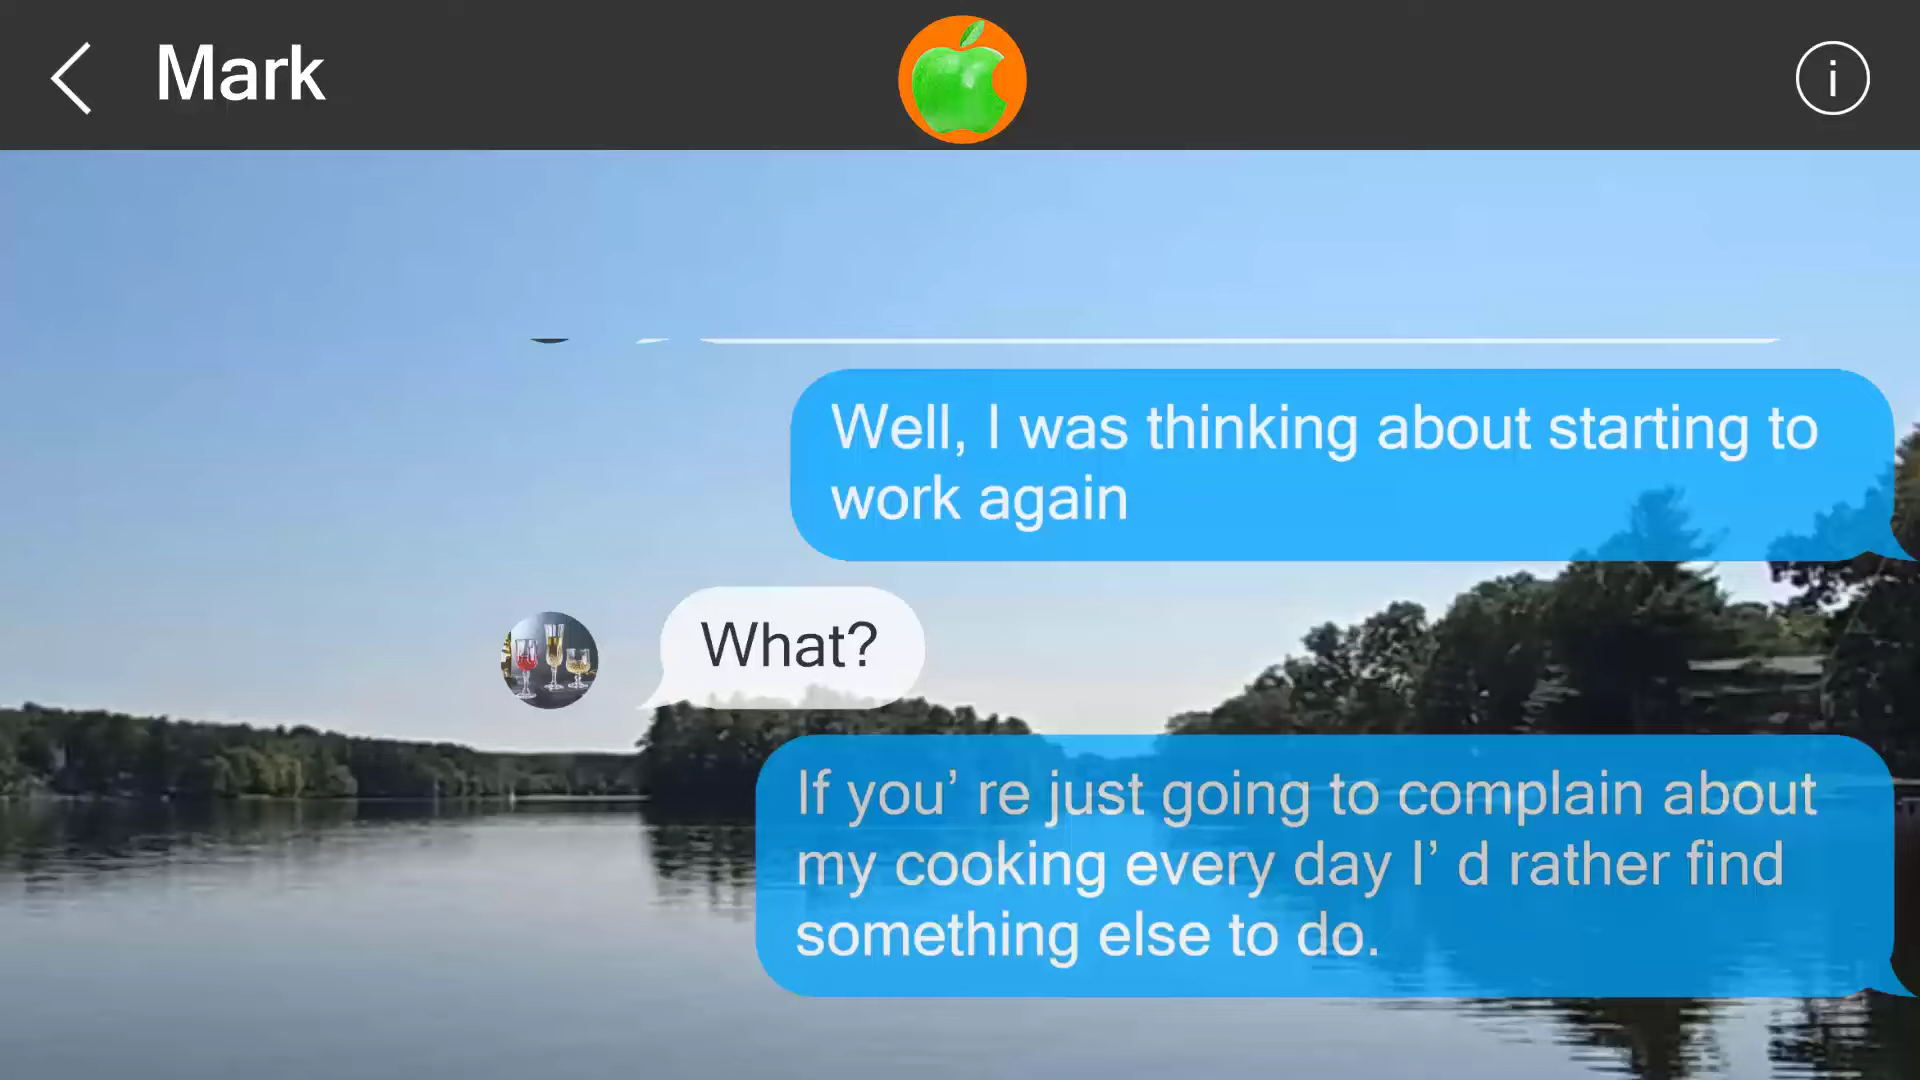 Mark
i
Well, I was thinking about starting to
work again
What?
If you’ re just going to complain about
my cooking every day I’ d rather find
something else to do.